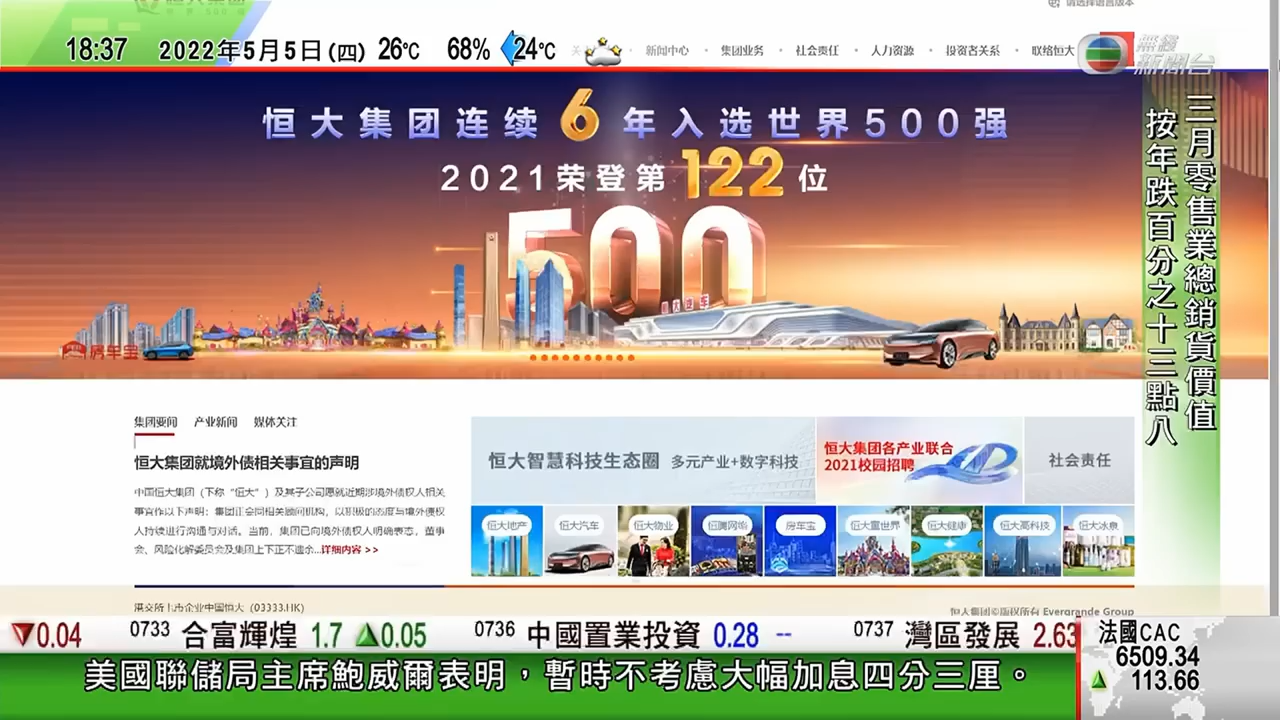 18:37 2022年5月5日(四) 26℃ 68% 24℃
新闻中心 · 集团业务 · 社会责任 · 人力资源 · 投资者关系 · 联络恒大
無綫新聞台
恒大集团连续6年入选世界500强
2021荣登第122位
500
房车宝
三月零售業總銷貨價值
按年跌百分之十三點八
集团要闻 产业新闻 媒体关注
恒大集团就境外债相关事宜的声明
中国恒大集团（下称“恒大”）及其子公司愿就近期涉境外债权人相关
事宜作以下声明：集团正会同相关顾问机构，以积极的态度与境外债权
人持续进行沟通与对话。当前，集团已向境外债权人明确表态，董事
会、风险化解委员会及集团上下正不遗余...详细内容 >>
恒大智慧科技生态圈 多元产业+数字科技
恒大集团各产业联合
2021校园招聘
社会责任
恒大地产 恒大汽车 恒大物业 恒腾网络 房车宝 恒大童世界 恒大健康 恒大高科技 恒大冰泉
港交所上市企业中国恒大（03333.HK）
恒大集团©版权所有 Evergrande Group
▼0.04 0733 合富輝煌 1.7 ▲0.05 0736 中國置業投資 0.28 -- 0737 灣區發展 2.63
法國CAC
6509.34
▲ 113.66
美國聯儲局主席鮑威爾表明，暫時不考慮大幅加息四分三厘。